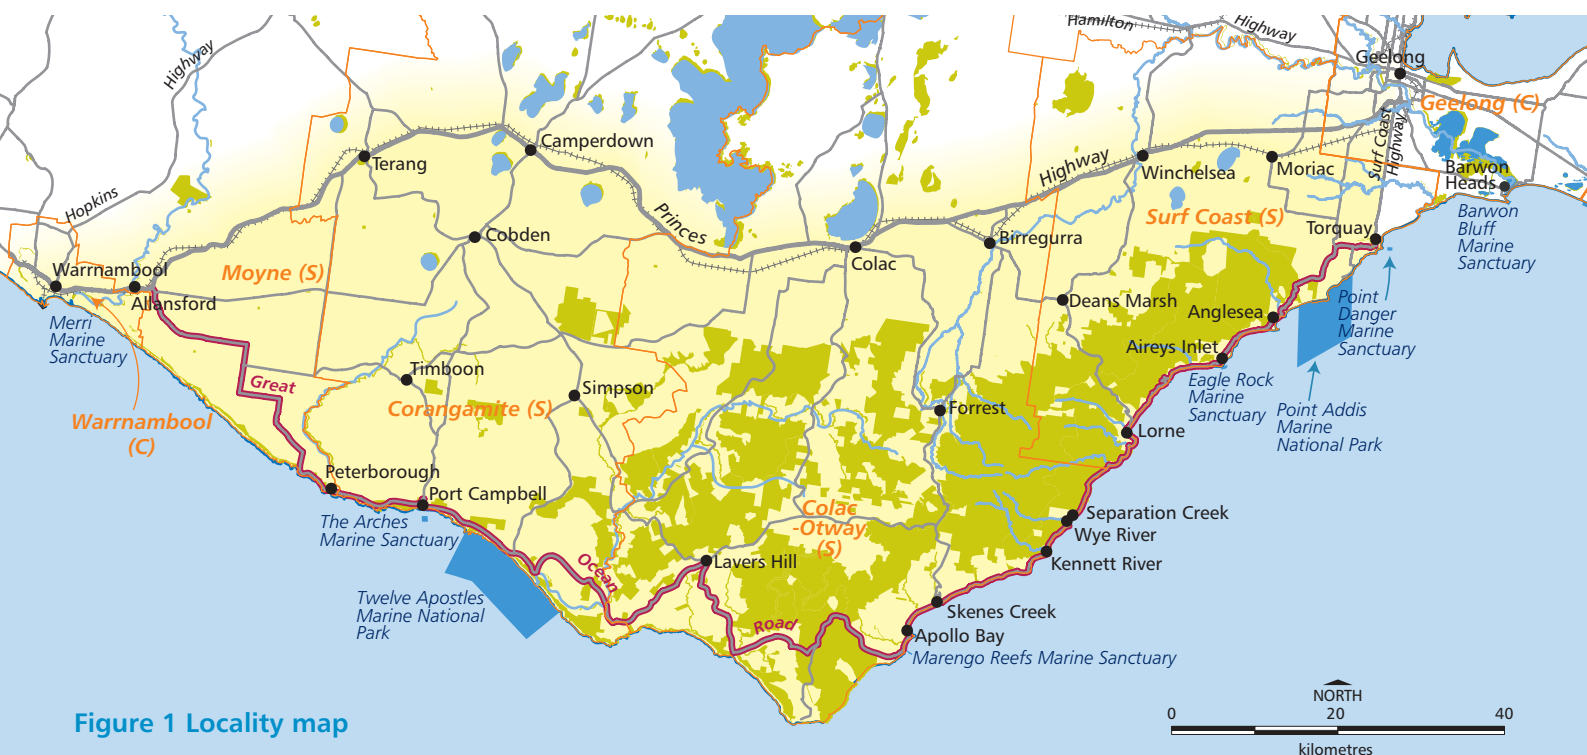 Hamilton
Highway
Highway
Geelong
Geelong (C)
Surf Coast
Highway
Camperdown
Terang
Highway
Winchelsea
Moriac
Barwon
Heads
Hopkins
Princes
Surf Coast (S)
Barwon
Bluff
Marine
Sanctuary
Cobden
Birregurra
Torquay
Colac
Warrnambool
Moyne (S)
Allansford
Deans Marsh
Anglesea
Point
Danger
Marine
Sanctuary
Merri
Marine
Sanctuary
Aireys Inlet
Timboon
Great
Simpson
Corangamite (S)
Eagle Rock
Marine
Sanctuary
Point Addis
Marine
National Park
Forrest
Warrnambool
(C)
Lorne
Peterborough
Port Campbell
Colac
-Otway
(S)
Separation Creek
Wye River
The Arches
Marine Sanctuary
Kennett River
Lavers Hill
Ocean
Twelve Apostles
Marine National
Park
Skenes Creek
Road
Apollo Bay
Marengo Reefs Marine Sanctuary
NORTH
0 20 40
kilometres
Figure 1 Locality map